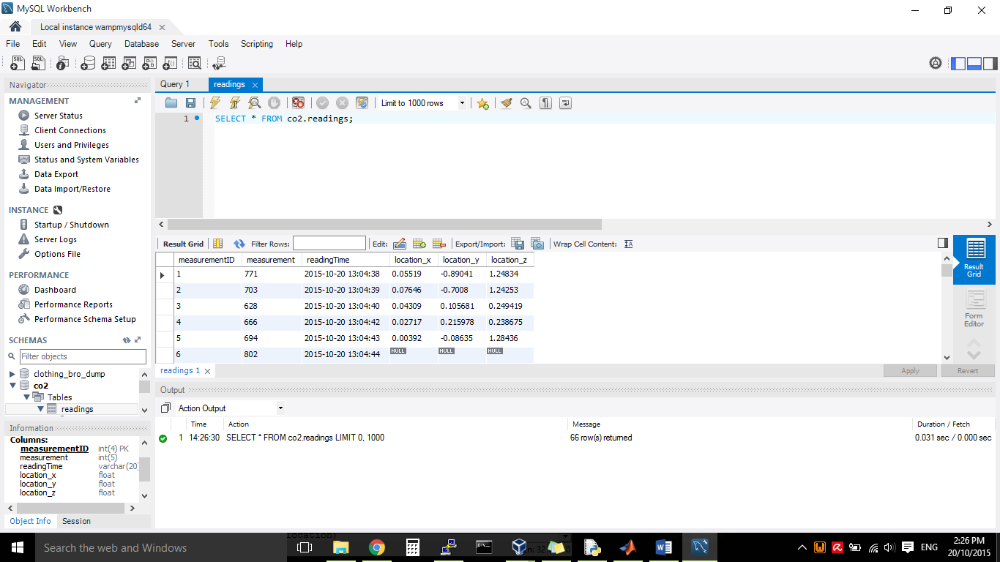 MySQL Workbench
Local instance wampmysqld64
File Edit View Query Database Server Tools Scripting Help
Navigator
MANAGEMENT
Server Status
Client Connections
Users and Privileges
Status and System Variables
Data Export
Data Import/Restore
INSTANCE
Startup / Shutdown
Server Logs
Options File
PERFORMANCE
Dashboard
Performance Reports
Performance Schema Setup
SCHEMAS
Filter objects
clothing_bro_dump
co2
Tables
readings
Information
Columns:
measurementID int(4) PK
measurement int(5)
readingTime varchar(20)
location_x float
location_y float
location_z float
Object Info Session
Query 1 readings
Limit to 1000 rows
1 SELECT * FROM co2.readings;
Result Grid Filter Rows: Edit: Export/Import: Wrap Cell Content:
measurementID measurement readingTime location_x location_y location_z
1 771 2015-10-20 13:04:38 0.05519 -0.89041 1.24834
2 703 2015-10-20 13:04:39 0.07646 -0.7008 1.24253
3 628 2015-10-20 13:04:40 0.04309 0.105681 0.249419
4 666 2015-10-20 13:04:42 0.02717 0.215978 0.238675
5 694 2015-10-20 13:04:43 0.00392 -0.08635 1.28436
6 802 2015-10-20 13:04:44 NULL NULL NULL
Result
Grid
Form
Editor
readings 1 Apply Revert
Output
Action Output
Time Action Message Duration / Fetch
1 14:26:30 SELECT * FROM co2.readings LIMIT 0, 1000 66 row(s) returned 0.031 sec / 0.000 sec
location)
Search the web and Windows
ENG
2:26 PM
20/10/2015